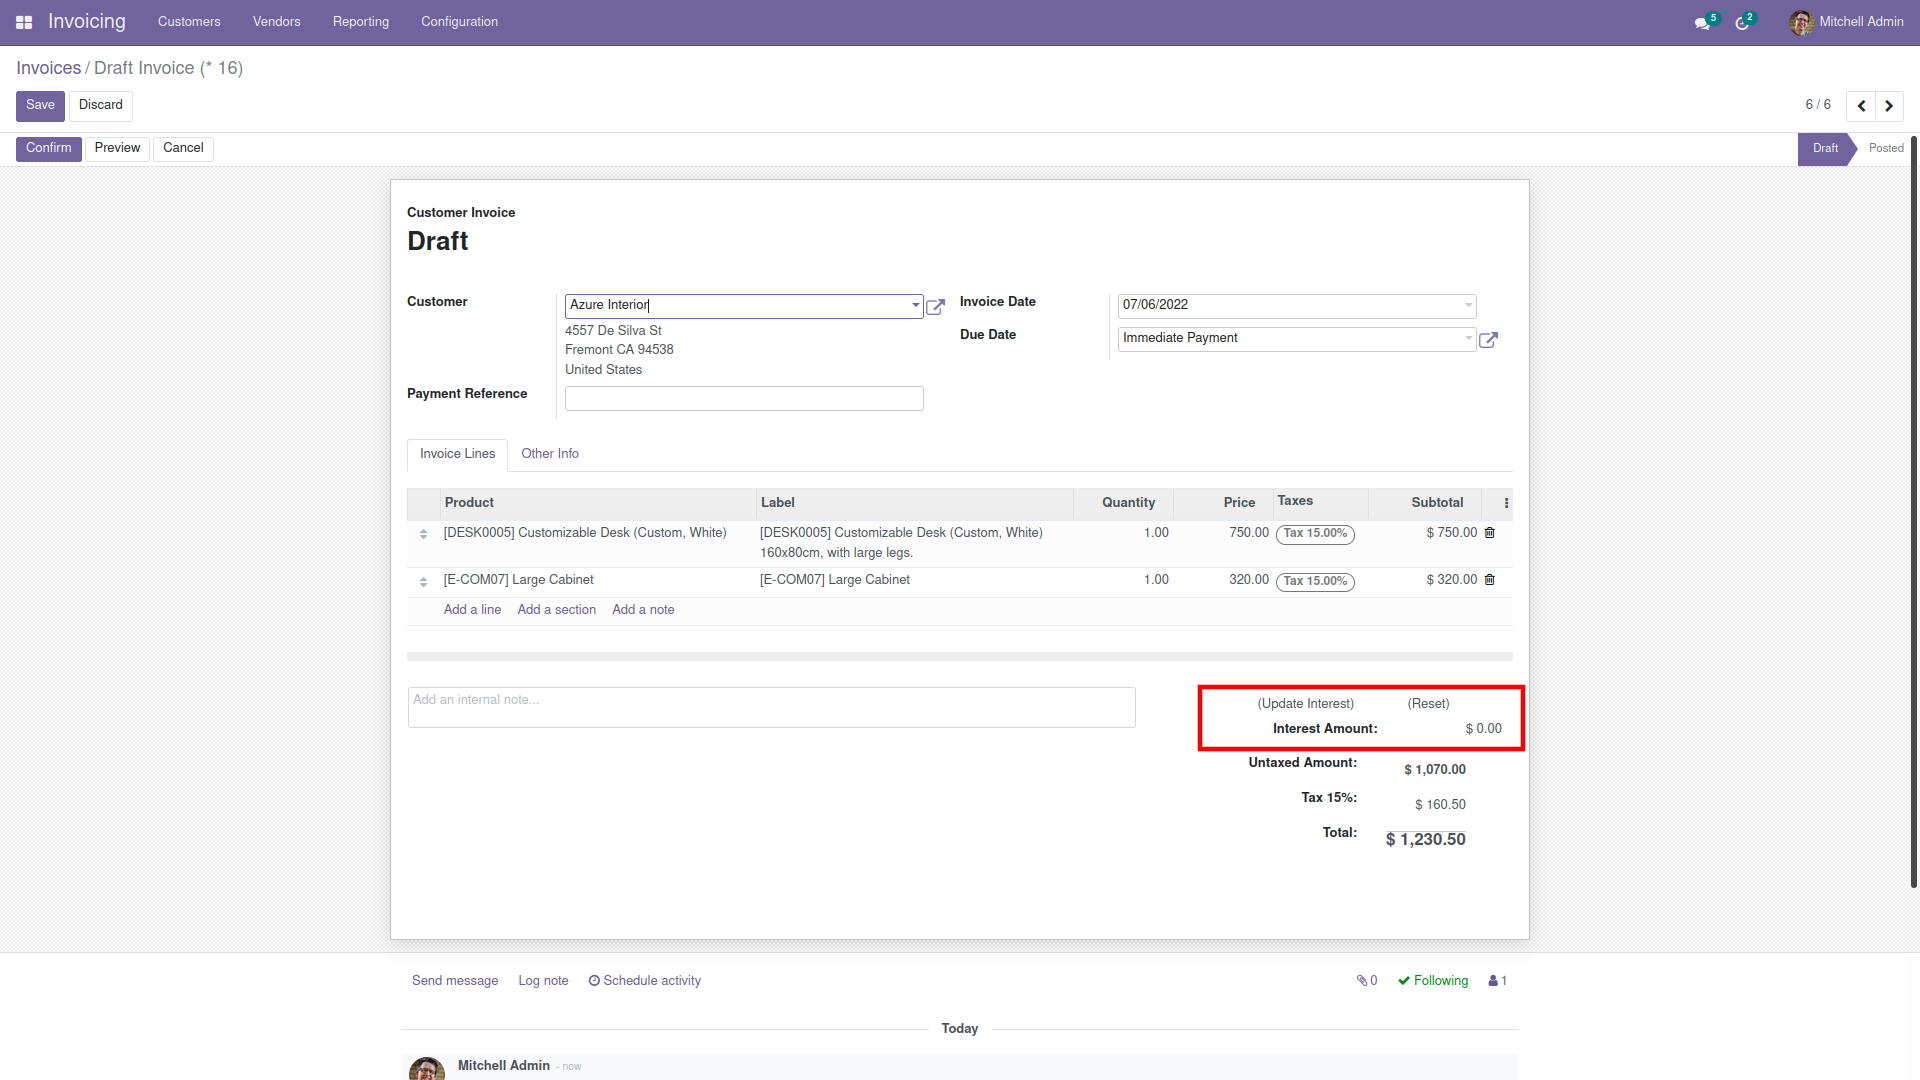 Invoicing Customers Vendors Reporting Configuration 5 2 Mitchell Admin
Invoices / Draft Invoice (* 16)
Save Discard 6 / 6
Confirm Preview Cancel Draft Posted
Customer Invoice
Draft
Customer Azure Interior Invoice Date 07/06/2022
4557 De Silva St Due Date Immediate Payment
Fremont CA 94538
United States
Payment Reference
Invoice Lines Other Info
Product Label Quantity Price Taxes Subtotal
[DESK0005] Customizable Desk (Custom, White) [DESK0005] Customizable Desk (Custom, White) 1.00 750.00 Tax 15.00% $ 750.00
160x80cm, with large legs.
[E-COM07] Large Cabinet [E-COM07] Large Cabinet 1.00 320.00 Tax 15.00% $ 320.00
Add a line Add a section Add a note
Add an internal note... (Update Interest) (Reset)
Interest Amount: $ 0.00
Untaxed Amount: $ 1,070.00
Tax 15%: $ 160.50
Total: $ 1,230.50
Send message Log note Schedule activity 0 Following 1
Today
Mitchell Admin - now